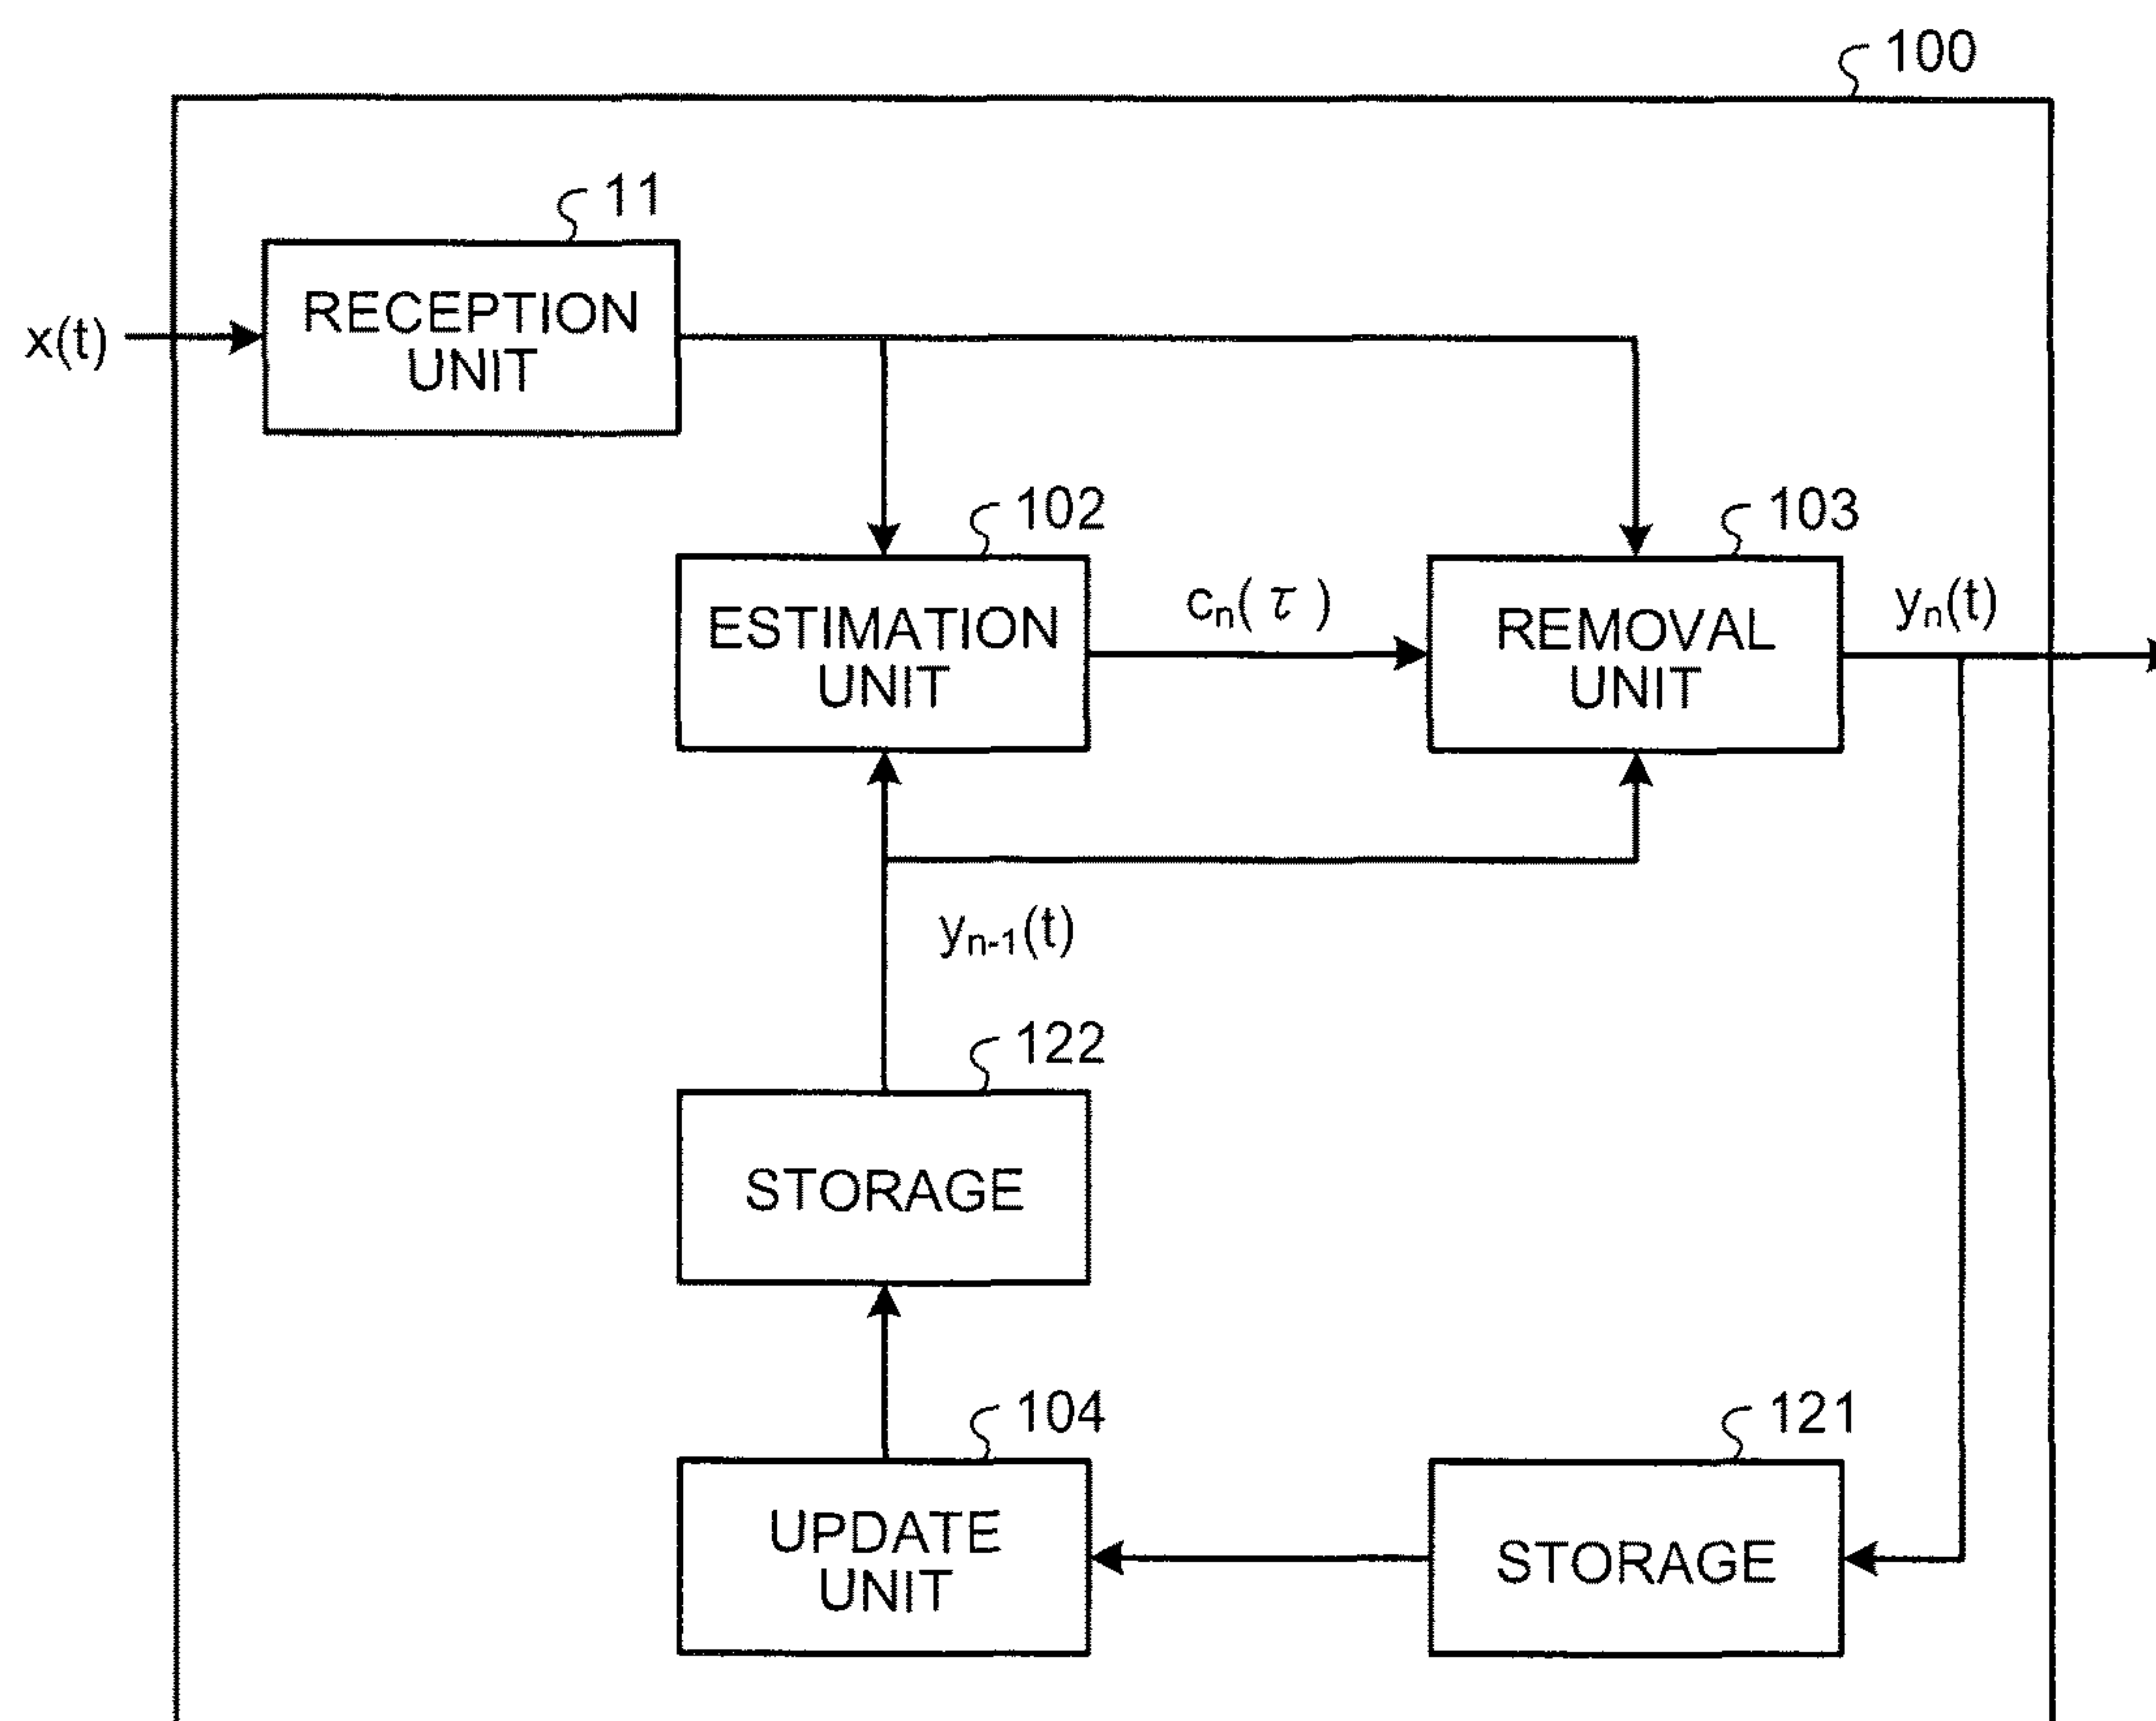 100
11
x(t)
RECEPTION
UNIT
102
103
ESTIMATION
UNIT
cₙ( τ )
REMOVAL
UNIT
yₙ(t)
yₙ₋₁(t)
122
STORAGE
104
121
UPDATE
UNIT
STORAGE